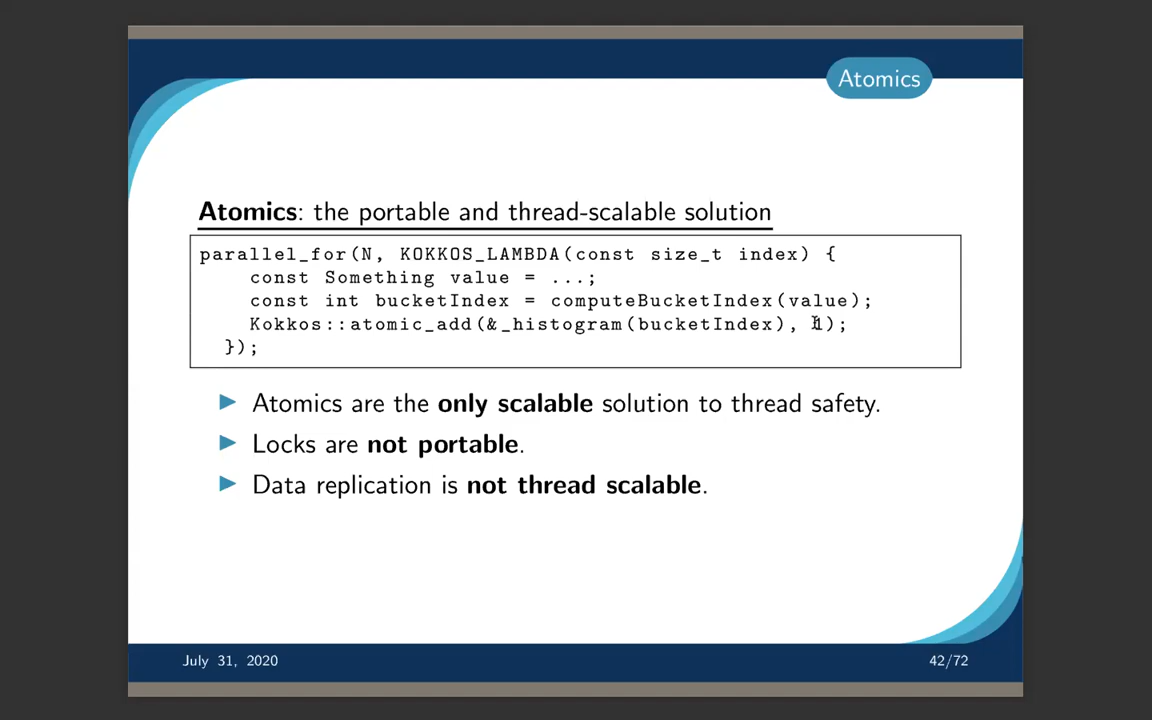 Atomics
Atomics: the portable and thread-scalable solution
parallel_for(N, KOKKOS_LAMBDA(const size_t index) {
    const Something value = ...;
    const int bucketIndex = computeBucketIndex(value);
    Kokkos::atomic_add(&_histogram(bucketIndex), 1);
  });
▶ Atomics are the only scalable solution to thread safety.
▶ Locks are not portable.
▶ Data replication is not thread scalable.
July 31, 2020
42/72